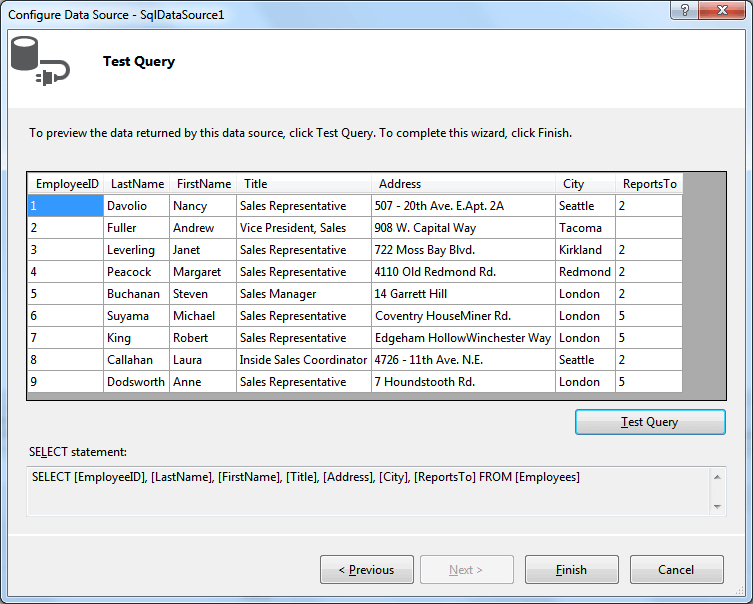 Configure Data Source - SqlDataSource1
?
Test Query
To preview the data returned by this data source, click Test Query. To complete this wizard, click Finish.
EmployeeID LastName FirstName Title Address City ReportsTo
1 Davolio Nancy Sales Representative 507 - 20th Ave. E.Apt. 2A Seattle 2
2 Fuller Andrew Vice President, Sales 908 W. Capital Way Tacoma
3 Leverling Janet Sales Representative 722 Moss Bay Blvd. Kirkland 2
4 Peacock Margaret Sales Representative 4110 Old Redmond Rd. Redmond 2
5 Buchanan Steven Sales Manager 14 Garrett Hill London 2
6 Suyama Michael Sales Representative Coventry HouseMiner Rd. London 5
7 King Robert Sales Representative Edgeham HollowWinchester Way London 5
8 Callahan Laura Inside Sales Coordinator 4726 - 11th Ave. N.E. Seattle 2
9 Dodsworth Anne Sales Representative 7 Houndstooth Rd. London 5
Test Query
SELECT statement:
SELECT [EmployeeID], [LastName], [FirstName], [Title], [Address], [City], [ReportsTo] FROM [Employees]
< Previous Next > Finish Cancel